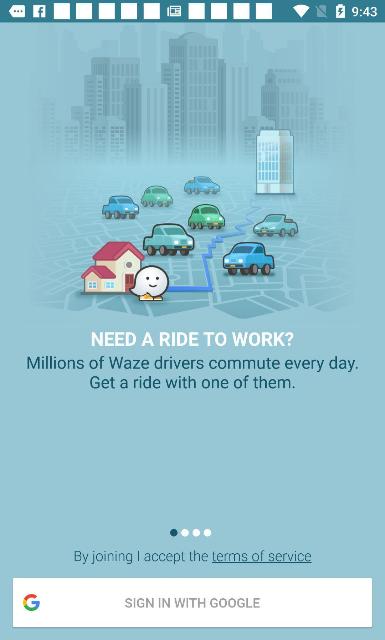 9:43
NEED A RIDE TO WORK?
Millions of Waze drivers commute every day.
Get a ride with one of them.
By joining I accept the terms of service
SIGN IN WITH GOOGLE